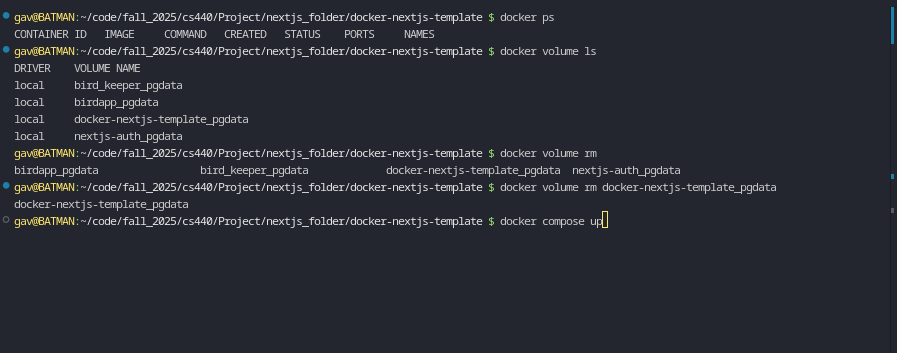 gav@BATMAN:~/code/fall_2025/cs440/Project/nextjs_folder/docker-nextjs-template $ docker ps
CONTAINER ID   IMAGE     COMMAND   CREATED   STATUS    PORTS     NAMES
gav@BATMAN:~/code/fall_2025/cs440/Project/nextjs_folder/docker-nextjs-template $ docker volume ls
DRIVER    VOLUME NAME
local     bird_keeper_pgdata
local     birdapp_pgdata
local     docker-nextjs-template_pgdata
local     nextjs-auth_pgdata
gav@BATMAN:~/code/fall_2025/cs440/Project/nextjs_folder/docker-nextjs-template $ docker volume rm
birdapp_pgdata                 bird_keeper_pgdata             docker-nextjs-template_pgdata  nextjs-auth_pgdata
gav@BATMAN:~/code/fall_2025/cs440/Project/nextjs_folder/docker-nextjs-template $ docker volume rm docker-nextjs-template_pgdata
docker-nextjs-template_pgdata
gav@BATMAN:~/code/fall_2025/cs440/Project/nextjs_folder/docker-nextjs-template $ docker compose up